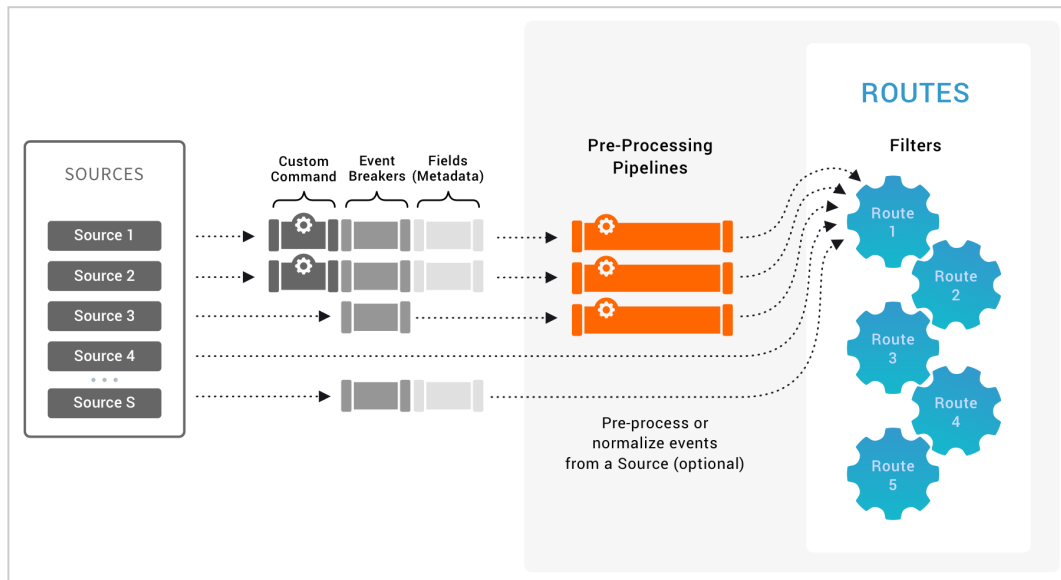 ROUTES
SOURCES
Custom
Command
Event
Breakers
Fields
(Metadata)
Pre-Processing
Pipelines
Filters
Source 1
Source 2
Source 3
Source 4
...
Source S
Route
1
Route
2
Route
3
Route
4
Route
5
Pre-process or
normalize events
from a Source (optional)